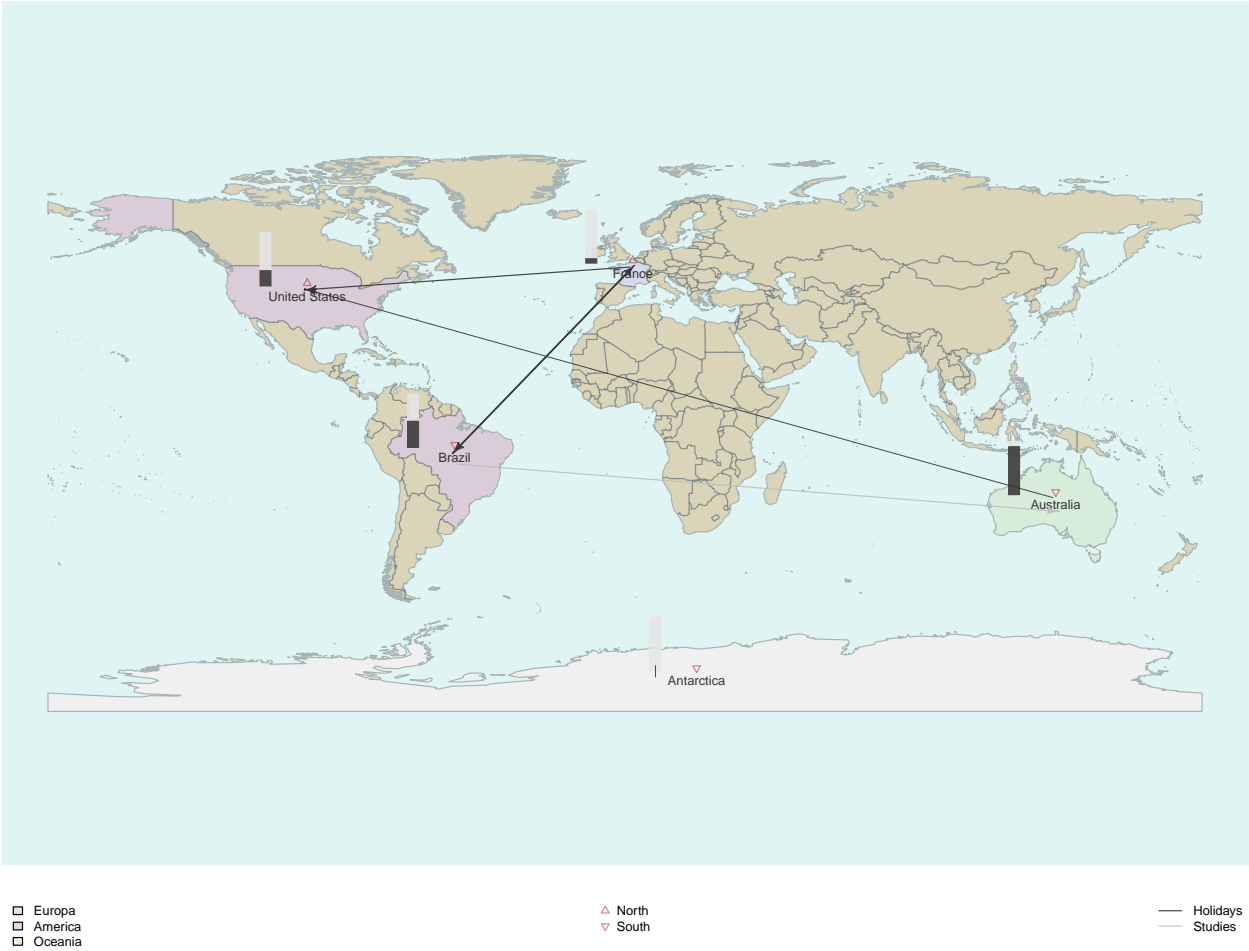 France
United States
Brazil
Australia
Antarctica
Europa
America
Oceania
North
South
Holidays
Studies